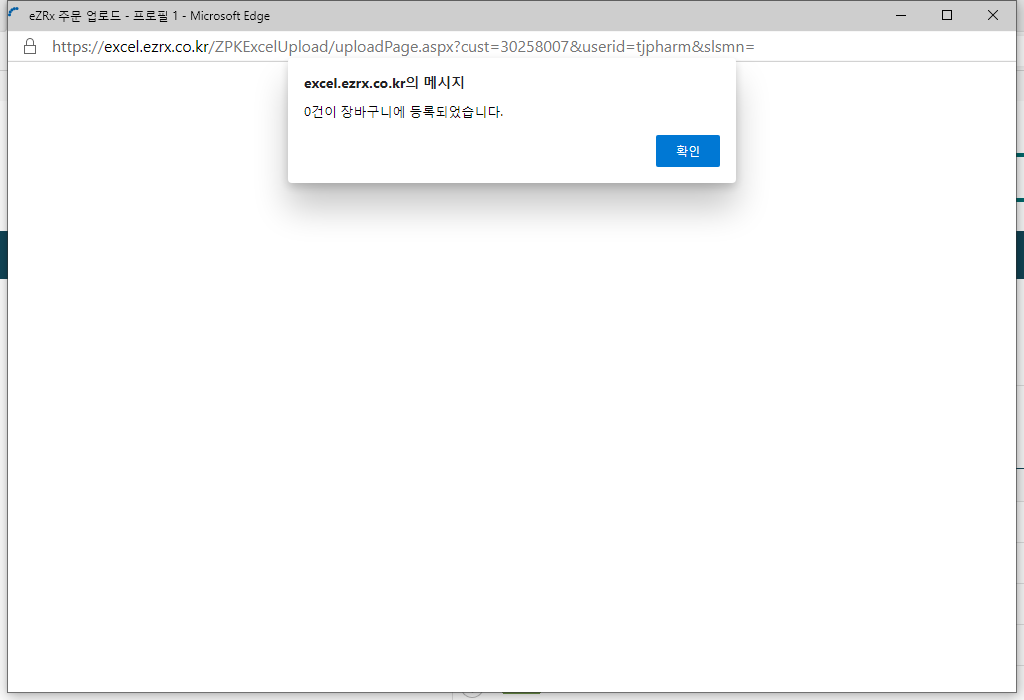 eZRx 주문 업로드 - 프로필 1 - Microsoft Edge
https://excel.ezrx.co.kr/ZPKExcelUpload/uploadPage.aspx?cust=30258007&userid=tjpharm&slsmn=
excel.ezrx.co.kr의 메시지
0건이 장바구니에 등록되었습니다.
확인